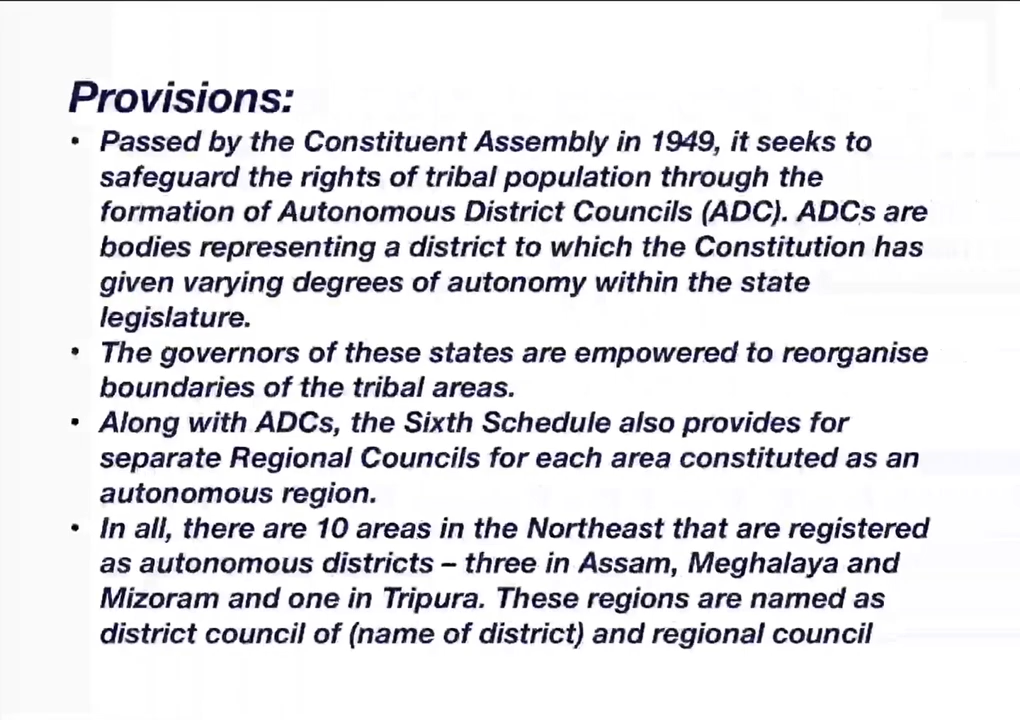 Provisions:
• Passed by the Constituent Assembly in 1949, it seeks to
safeguard the rights of tribal population through the
formation of Autonomous District Councils (ADC). ADCs are
bodies representing a district to which the Constitution has
given varying degrees of autonomy within the state
legislature.
• The governors of these states are empowered to reorganise
boundaries of the tribal areas.
• Along with ADCs, the Sixth Schedule also provides for
separate Regional Councils for each area constituted as an
autonomous region.
• In all, there are 10 areas in the Northeast that are registered
as autonomous districts – three in Assam, Meghalaya and
Mizoram and one in Tripura. These regions are named as
district council of (name of district) and regional council